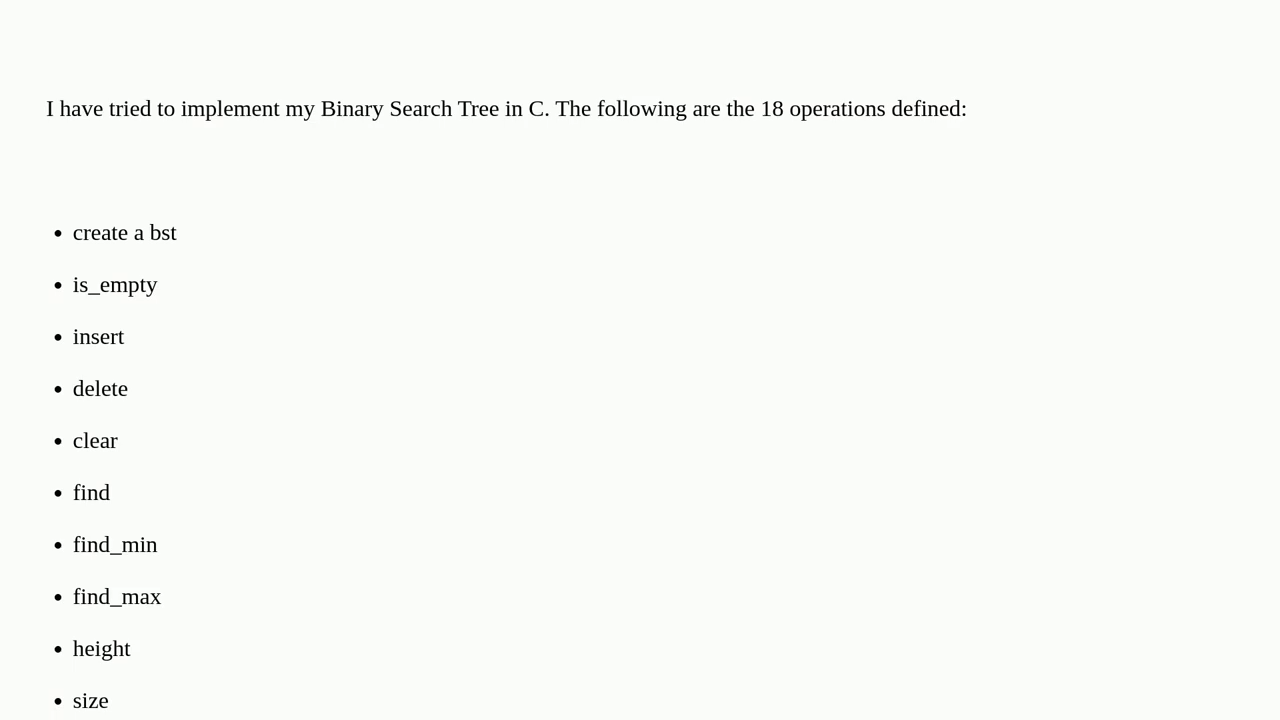 I have tried to implement my Binary Search Tree in C. The following are the 18 operations defined:
• create a bst
• is_empty
• insert
• delete
• clear
• find
• find_min
• find_max
• height
• size